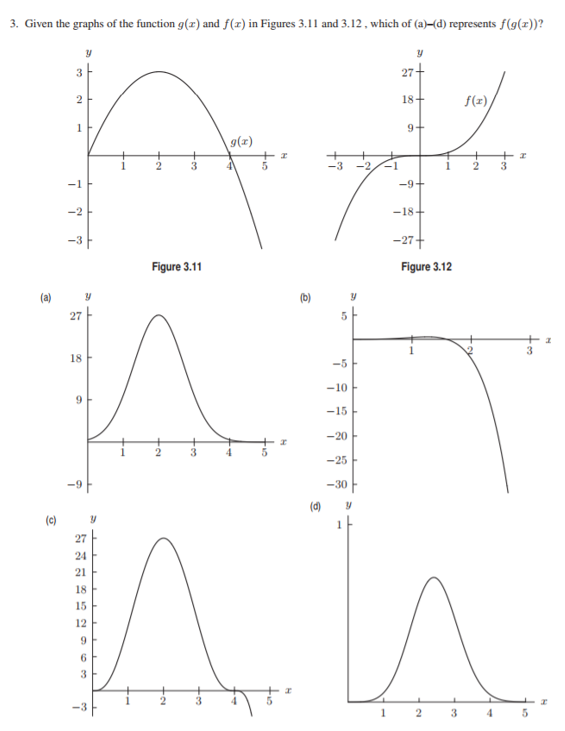 3. Given the graphs of the function g(x) and f(x) in Figures 3.11 and 3.12 , which of (a)–(d) represents f(g(x))?
y
3
2
1
−1
−2
−3
1 2 3 4 5
x
g(x)
Figure 3.11
y
27
18
9
−9
−18
−27
−3 −2 −1 1 2 3
x
f(x)
Figure 3.12
(a)
y
27
18
9
−9
1 2 3 4 5
x
(b)
y
5
−5
−10
−15
−20
−25
−30
1 2 3
x
(c)
y
27
24
21
18
15
12
9
6
3
−3
1 2 3 4 5
x
(d)
y
1
1 2 3 4 5
x